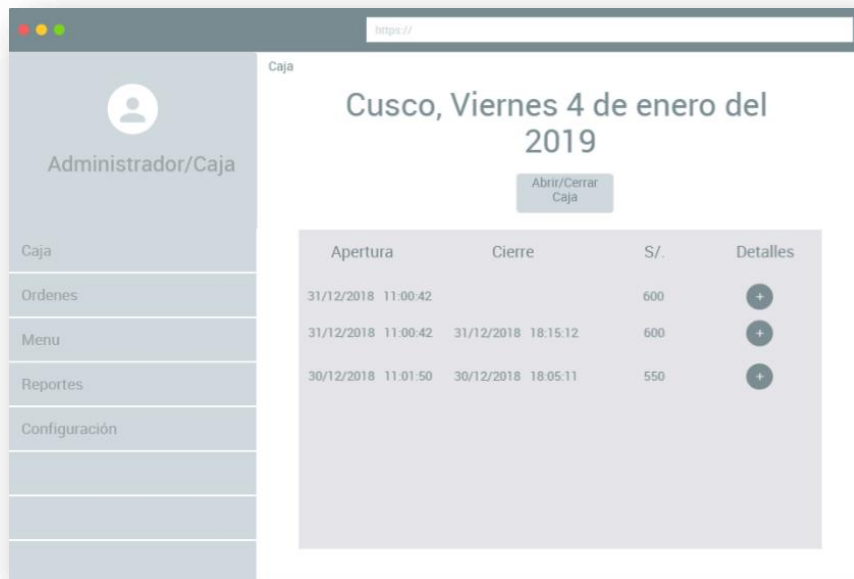 https://
Administrador/Caja
Caja
Ordenes
Menu
Reportes
Configuración
Caja
Cusco, Viernes 4 de enero del
2019
Abrir/Cerrar
Caja
Apertura Cierre S/. Detalles
31/12/2018 11:00:42 600 +
31/12/2018 11:00:42 31/12/2018 18:15:12 600 +
30/12/2018 11:01:50 30/12/2018 18:05:11 550 +